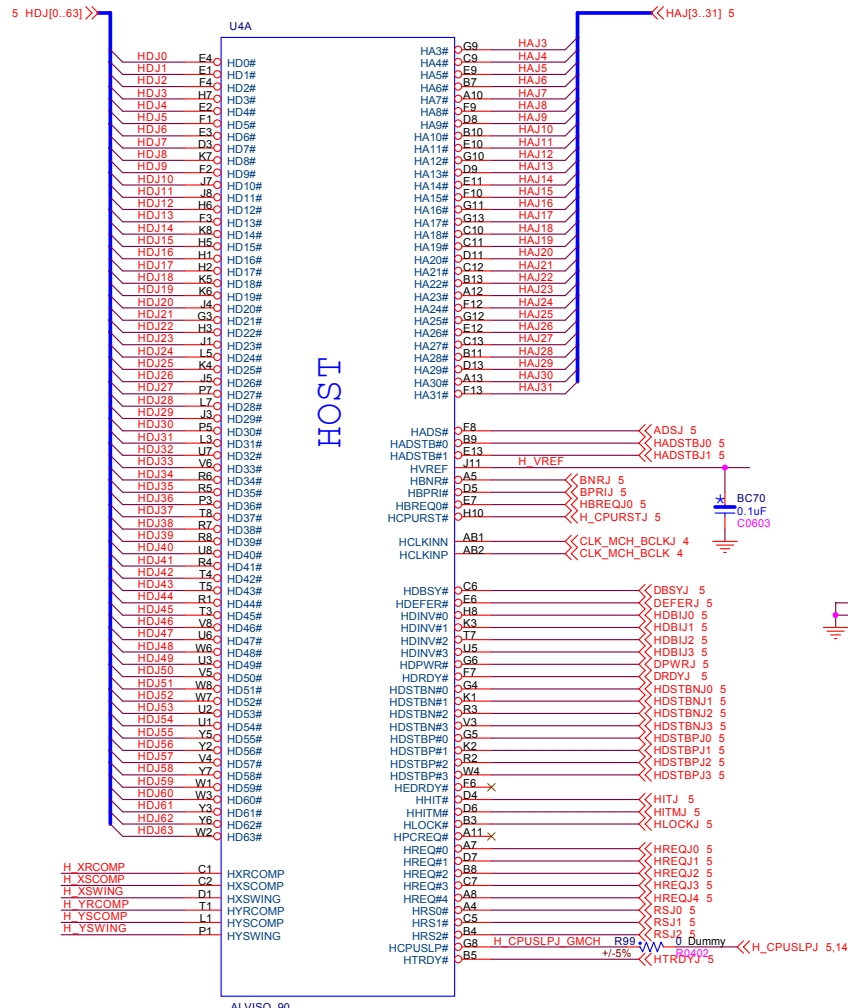 5 HDJ[0..63]
U4A
HAJ[3..31] 5
HDJ0 E4 HD0#
HDJ1 E1 HD1#
HDJ2 F4 HD2#
HDJ3 H7 HD3#
HDJ4 E2 HD4#
HDJ5 F1 HD5#
HDJ6 E3 HD6#
HDJ7 D3 HD7#
HDJ8 K7 HD8#
HDJ9 F2 HD9#
HDJ10 J7 HD10#
HDJ11 J8 HD11#
HDJ12 H6 HD12#
HDJ13 F3 HD13#
HDJ14 K8 HD14#
HDJ15 H5 HD15#
HDJ16 H1 HD16#
HDJ17 H2 HD17#
HDJ18 K5 HD18#
HDJ19 K6 HD19#
HDJ20 J4 HD20#
HDJ21 G3 HD21#
HDJ22 H3 HD22#
HDJ23 J1 HD23#
HDJ24 L5 HD24#
HDJ25 K4 HD25#
HDJ26 J5 HD26#
HDJ27 P7 HD27#
HDJ28 L7 HD28#
HDJ29 J3 HD29#
HDJ30 P5 HD30#
HDJ31 L3 HD31#
HDJ32 U7 HD32#
HDJ33 V6 HD33#
HDJ34 R6 HD34#
HDJ35 R5 HD35#
HDJ36 P3 HD36#
HDJ37 T8 HD37#
HDJ38 R7 HD38#
HDJ39 R8 HD39#
HDJ40 U8 HD40#
HDJ41 R4 HD41#
HDJ42 T4 HD42#
HDJ43 T5 HD43#
HDJ44 R1 HD44#
HDJ45 T3 HD45#
HDJ46 V8 HD46#
HDJ47 U6 HD47#
HDJ48 W6 HD48#
HDJ49 U3 HD49#
HDJ50 V5 HD50#
HDJ51 W8 HD51#
HDJ52 W7 HD52#
HDJ53 U2 HD53#
HDJ54 U1 HD54#
HDJ55 Y5 HD55#
HDJ56 Y2 HD56#
HDJ57 V4 HD57#
HDJ58 Y7 HD58#
HDJ59 W1 HD59#
HDJ60 W3 HD60#
HDJ61 Y3 HD61#
HDJ62 Y6 HD62#
HDJ63 W2 HD63#
H_XRCOMP C1 HXRCOMP
H_XSCOMP C2 HXSCOMP
H_XSWING D1 HXSWING
H_YRCOMP T1 HYRCOMP
H_YSCOMP L1 HYSCOMP
H_YSWING P1 HYSWING
HOST
HA3# G9 HAJ3
HA4# C9 HAJ4
HA5# E9 HAJ5
HA6# B7 HAJ6
HA7# A10 HAJ7
HA8# F9 HAJ8
HA9# D8 HAJ9
HA10# B10 HAJ10
HA11# E10 HAJ11
HA12# G10 HAJ12
HA13# D9 HAJ13
HA14# E11 HAJ14
HA15# F10 HAJ15
HA16# G11 HAJ16
HA17# G13 HAJ17
HA18# C10 HAJ18
HA19# C11 HAJ19
HA20# D11 HAJ20
HA21# C12 HAJ21
HA22# B13 HAJ22
HA23# A12 HAJ23
HA24# F12 HAJ24
HA25# G12 HAJ25
HA26# E12 HAJ26
HA27# C13 HAJ27
HA28# B11 HAJ28
HA29# D13 HAJ29
HA30# A13 HAJ30
HA31# F13 HAJ31
HADS# F8 ADSJ 5
HADSTB#0 B9 HADSTBJ0 5
HADSTB#1 E13 HADSTBJ1 5
HVREF J11 H_VREF
HBNR# A5 BNRJ 5
HBPRI# D5 BPRIJ 5
HBREQ0# E7 HBREQJ0 5
HCPURST# H10 H_CPURSTJ 5
BC70
0.1uF
C0603
HCLKINN AB1 CLK_MCH_BCLKJ 4
HCLKINP AB2 CLK_MCH_BCLK 4
HDBSY# C6 DBSYJ 5
HDEFER# E6 DEFERJ 5
HDINV#0 H8 HDBIJ0 5
HDINV#1 K3 HDBIJ1 5
HDINV#2 T7 HDBIJ2 5
HDINV#3 U5 HDBIJ3 5
HDPWR# G6 DPWRJ 5
HDRDY# F7 DRDYJ 5
HDSTBN#0 G4 HDSTBNJ0 5
HDSTBN#1 K1 HDSTBNJ1 5
HDSTBN#2 R3 HDSTBNJ2 5
HDSTBN#3 V3 HDSTBNJ3 5
HDSTBP#0 G5 HDSTBPJ0 5
HDSTBP#1 K2 HDSTBPJ1 5
HDSTBP#2 R2 HDSTBPJ2 5
HDSTBP#3 W4 HDSTBPJ3 5
HEDRDY# F6
HHIT# D4 HITJ 5
HHITM# D6 HITMJ 5
HLOCK# B3 HLOCKJ 5
HPCREQ# A11
HREQ#0 A7 HREQJ0 5
HREQ#1 D7 HREQJ1 5
HREQ#2 B8 HREQJ2 5
HREQ#3 C7 HREQJ3 5
HREQ#4 A8 HREQJ4 5
HRS0# A4 RSJ0 5
HRS1# C5 RSJ1 5
HRS2# B4 RSJ2 5
HCPUSLP# G8 H_CPUSLPJ_GMCH R99 0 Dummy H_CPUSLPJ 5,14
+/-5% R0402
HTRDY# B5 HTRDYJ 5
ALVISO_90